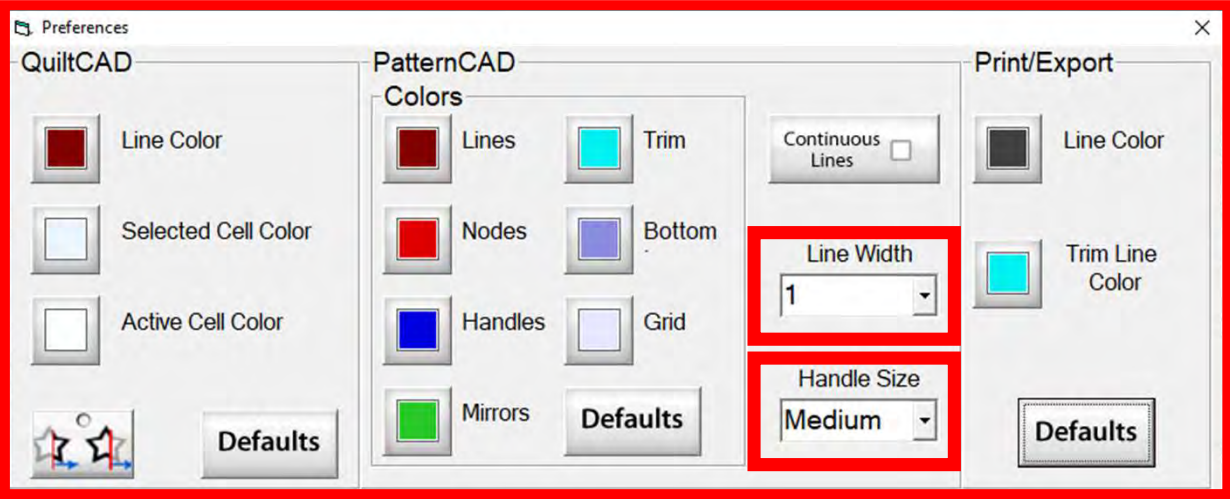 Preferences
QuiltCAD
Line Color
Selected Cell Color
Active Cell Color
Defaults
PatternCAD
Colors
Lines
Trim
Nodes
Bottom
Handles
Grid
Mirrors
Defaults
Continuous
Lines
Line Width
1
Handle Size
Medium
Print/Export
Line Color
Trim Line
Color
Defaults